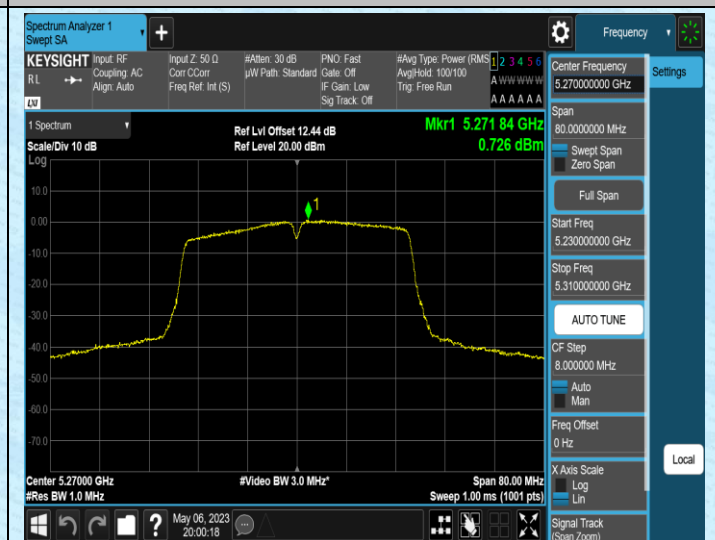 Spectrum Analyzer 1
Swept SA
Frequency
KEYSIGHT
Input: RF
Coupling: AC
Align: Auto
R L
LXI
Input Z: 50 Ω
Corr CCorr
Freq Ref: Int (S)
#Atten: 30 dB
µW Path: Standard
PNO: Fast
Gate: Off
IF Gain: Low
Sig Track: Off
#Avg Type: Power (RMS
Avg|Hold: 100/100
Trig: Free Run
1 2 3 4 5 6
A W W W W W
A A A A A A
1 Spectrum
Scale/Div 10 dB
Log
Ref Lvl Offset 12.44 dB
Ref Level 20.00 dBm
Mkr1 5.271 84 GHz
0.726 dBm
1
10.0
0.00
-10.0
-20.0
-30.0
-40.0
-50.0
-60.0
-70.0
Center 5.27000 GHz
#Res BW 1.0 MHz
#Video BW 3.0 MHz*
Span 80.00 MHz
Sweep 1.00 ms (1001 pts)
May 06, 2023
20:00:18
Center Frequency
5.270000000 GHz
Settings
Span
80.0000000 MHz
Swept Span
Zero Span
Full Span
Start Freq
5.230000000 GHz
Stop Freq
5.310000000 GHz
AUTO TUNE
CF Step
8.000000 MHz
Auto
Man
Freq Offset
0 Hz
Local
X Axis Scale
Log
Lin
Signal Track
(Span Zoom)